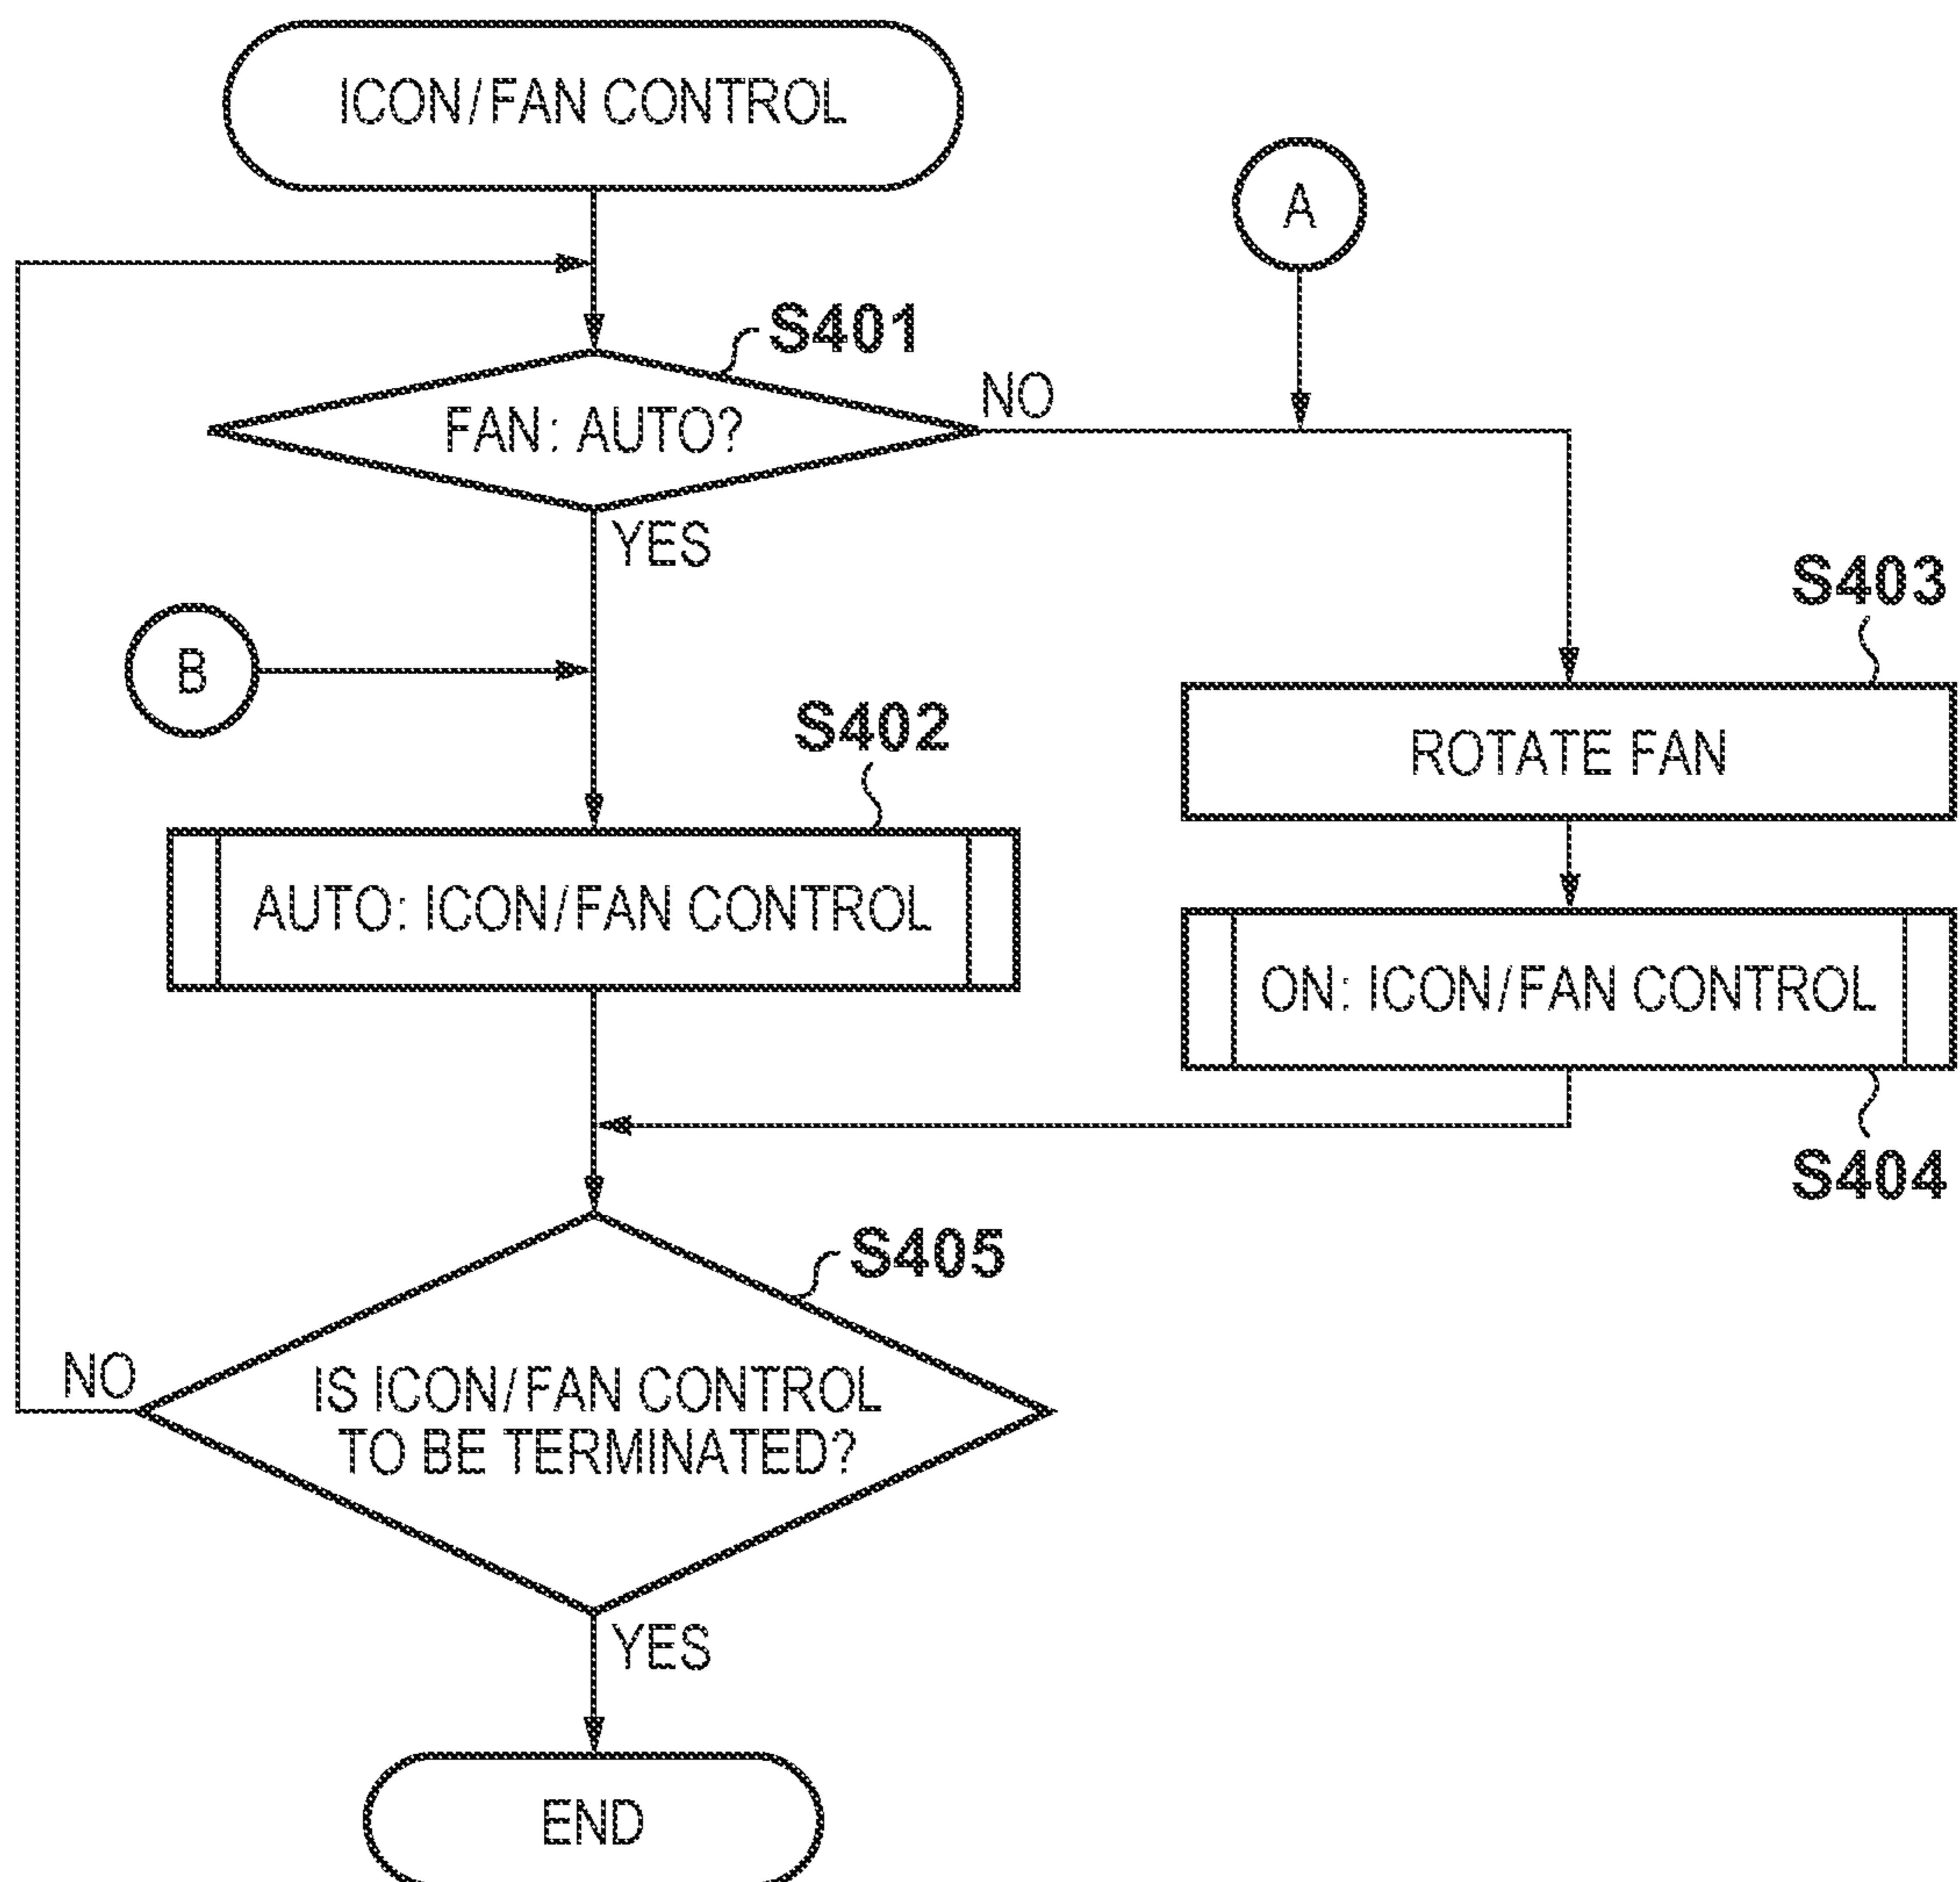 ICON/FAN CONTROL
A
S401
FAN: AUTO?
NO
YES
B
S402
AUTO: ICON/FAN CONTROL
S403
ROTATE FAN
ON: ICON/FAN CONTROL
S404
S405
IS ICON/FAN CONTROL
TO BE TERMINATED?
NO
YES
END